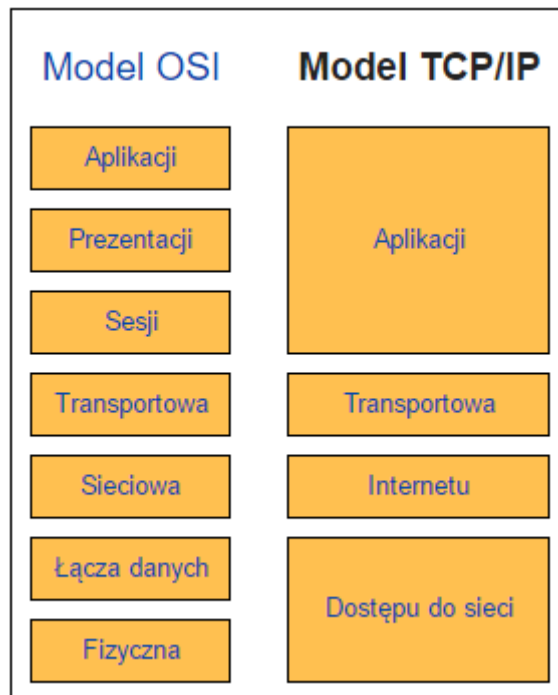 Model OSI
Aplikacji
Prezentacji
Sesji
Transportowa
Sieciowa
Łącza danych
Fizyczna
Model TCP/IP
Aplikacji
Transportowa
Internetu
Dostępu do sieci